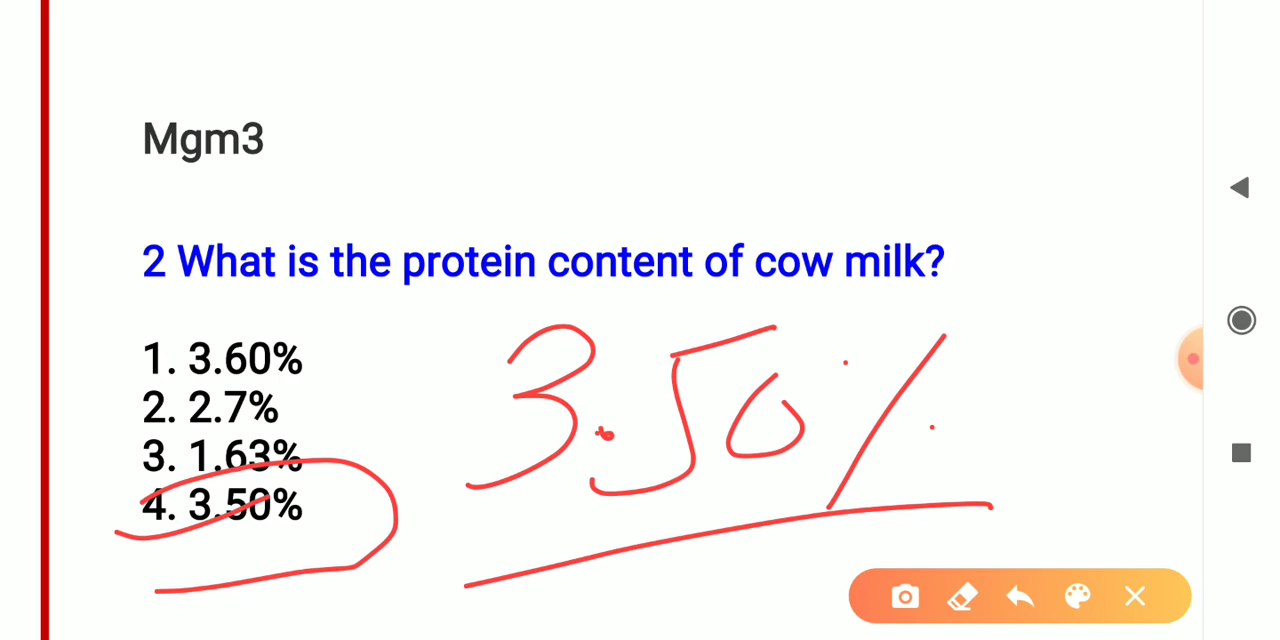 Mgm3
2 What is the protein content of cow milk?
1. 3.60%
2. 2.7%
3. 1.63%
4. 3.50%
3.50%